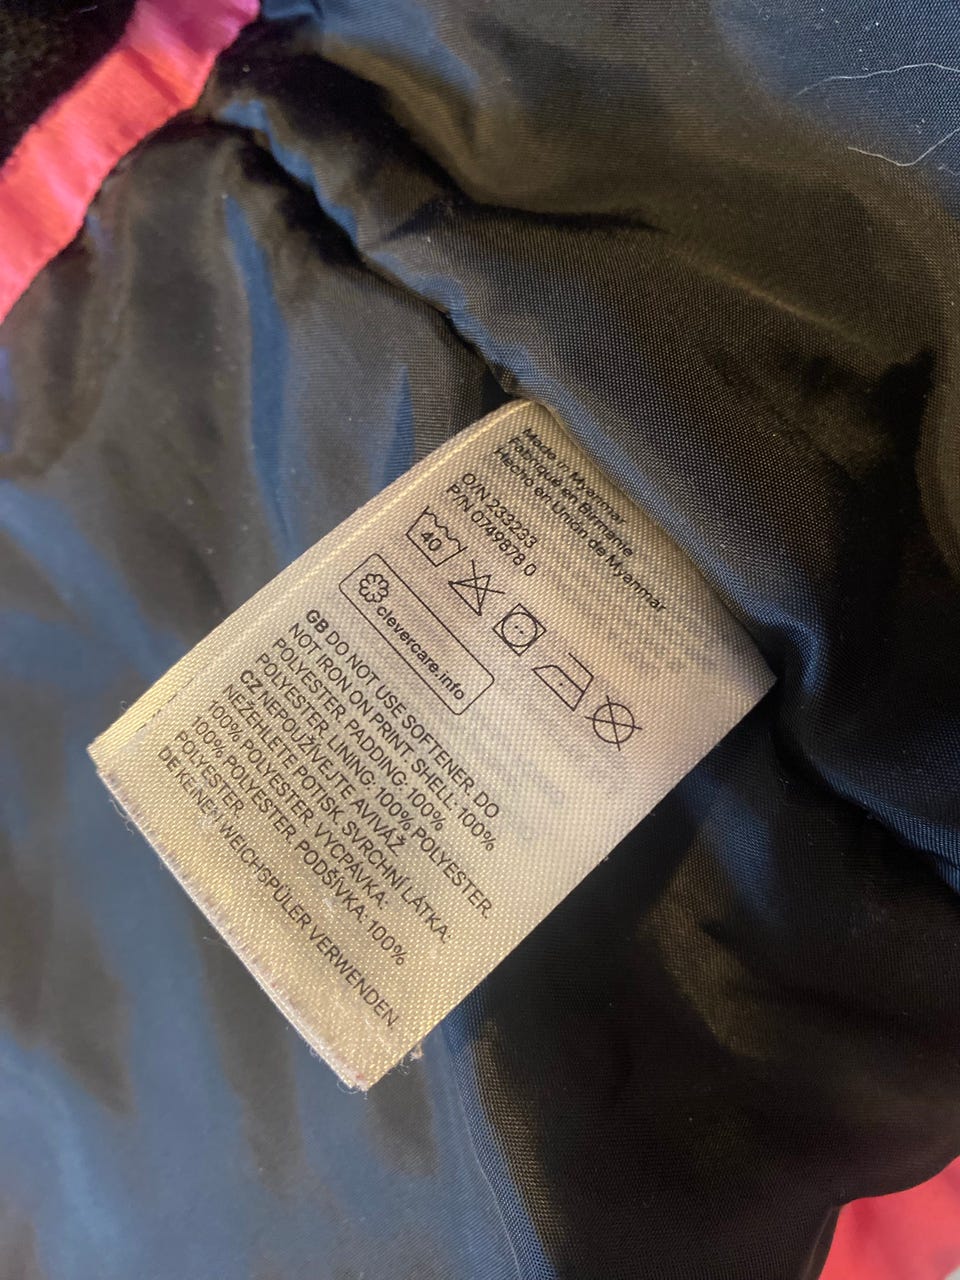 Made in Myanmar
Fabriqué en Birmanie
Hecho en Unión de Myanmar
O/N 233233
P/N 0749878 0
40
clevercare.info
GB DO NOT USE SOFTENER. DO
NOT IRON ON PRINT. SHELL: 100%
POLYESTER. PADDING: 100%
POLYESTER. LINING: 100% POLYESTER.
CZ NEPOUŽÍVEJTE AVIVÁŽ.
NEŽEHLETE POTISK. SVRCHNÍ LÁTKA:
100% POLYESTER. VÝCPÁVKA:
100% POLYESTER. PODŠÍVKA: 100%
POLYESTER.
DE KEINEN WEICHSPÜLER VERWENDEN.